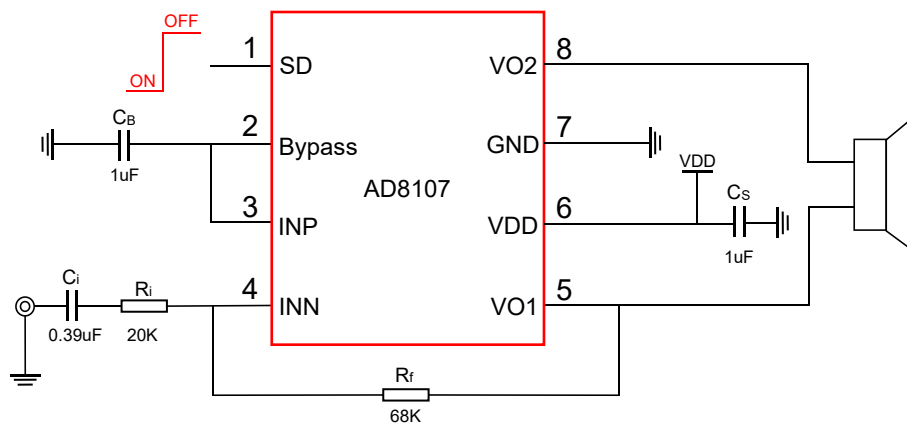 OFF
ON
1
SD
2
Bypass
CB
1uF
3
INP
4
INN
Ci
0.39uF
Ri
20K
AD8107
8
VO2
7
GND
VDD
6
VDD
CS
1uF
5
VO1
Rf
68K